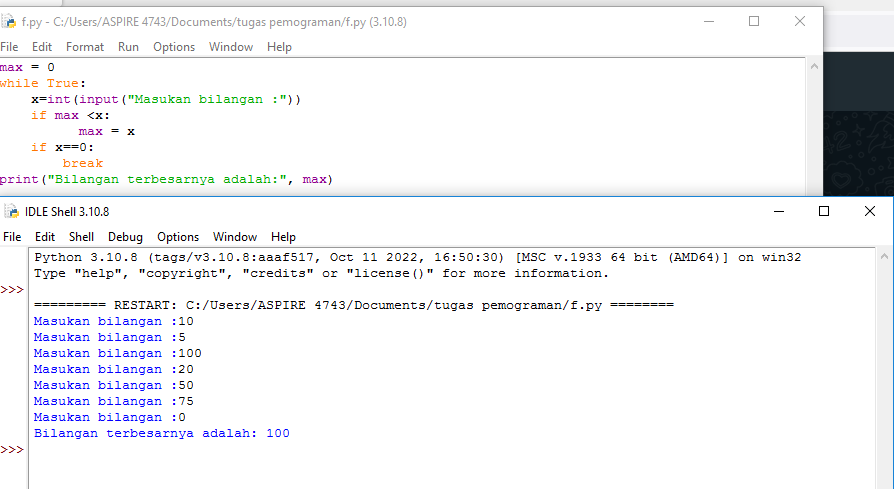 f.py - C:/Users/ASPIRE 4743/Documents/tugas pemograman/f.py (3.10.8)
File Edit Format Run Options Window Help
max = 0
while True:
    x=int(input("Masukan bilangan :"))
    if max <x:
          max = x
    if x==0:
        break
print("Bilangan terbesarnya adalah:", max)
IDLE Shell 3.10.8
File Edit Shell Debug Options Window Help
Python 3.10.8 (tags/v3.10.8:aaaf517, Oct 11 2022, 16:50:30) [MSC v.1933 64 bit (AMD64)] on win32
Type "help", "copyright", "credits" or "license()" for more information.
>>>
========= RESTART: C:/Users/ASPIRE 4743/Documents/tugas pemograman/f.py ========
Masukan bilangan :10
Masukan bilangan :5
Masukan bilangan :100
Masukan bilangan :20
Masukan bilangan :50
Masukan bilangan :75
Masukan bilangan :0
Bilangan terbesarnya adalah: 100
>>>